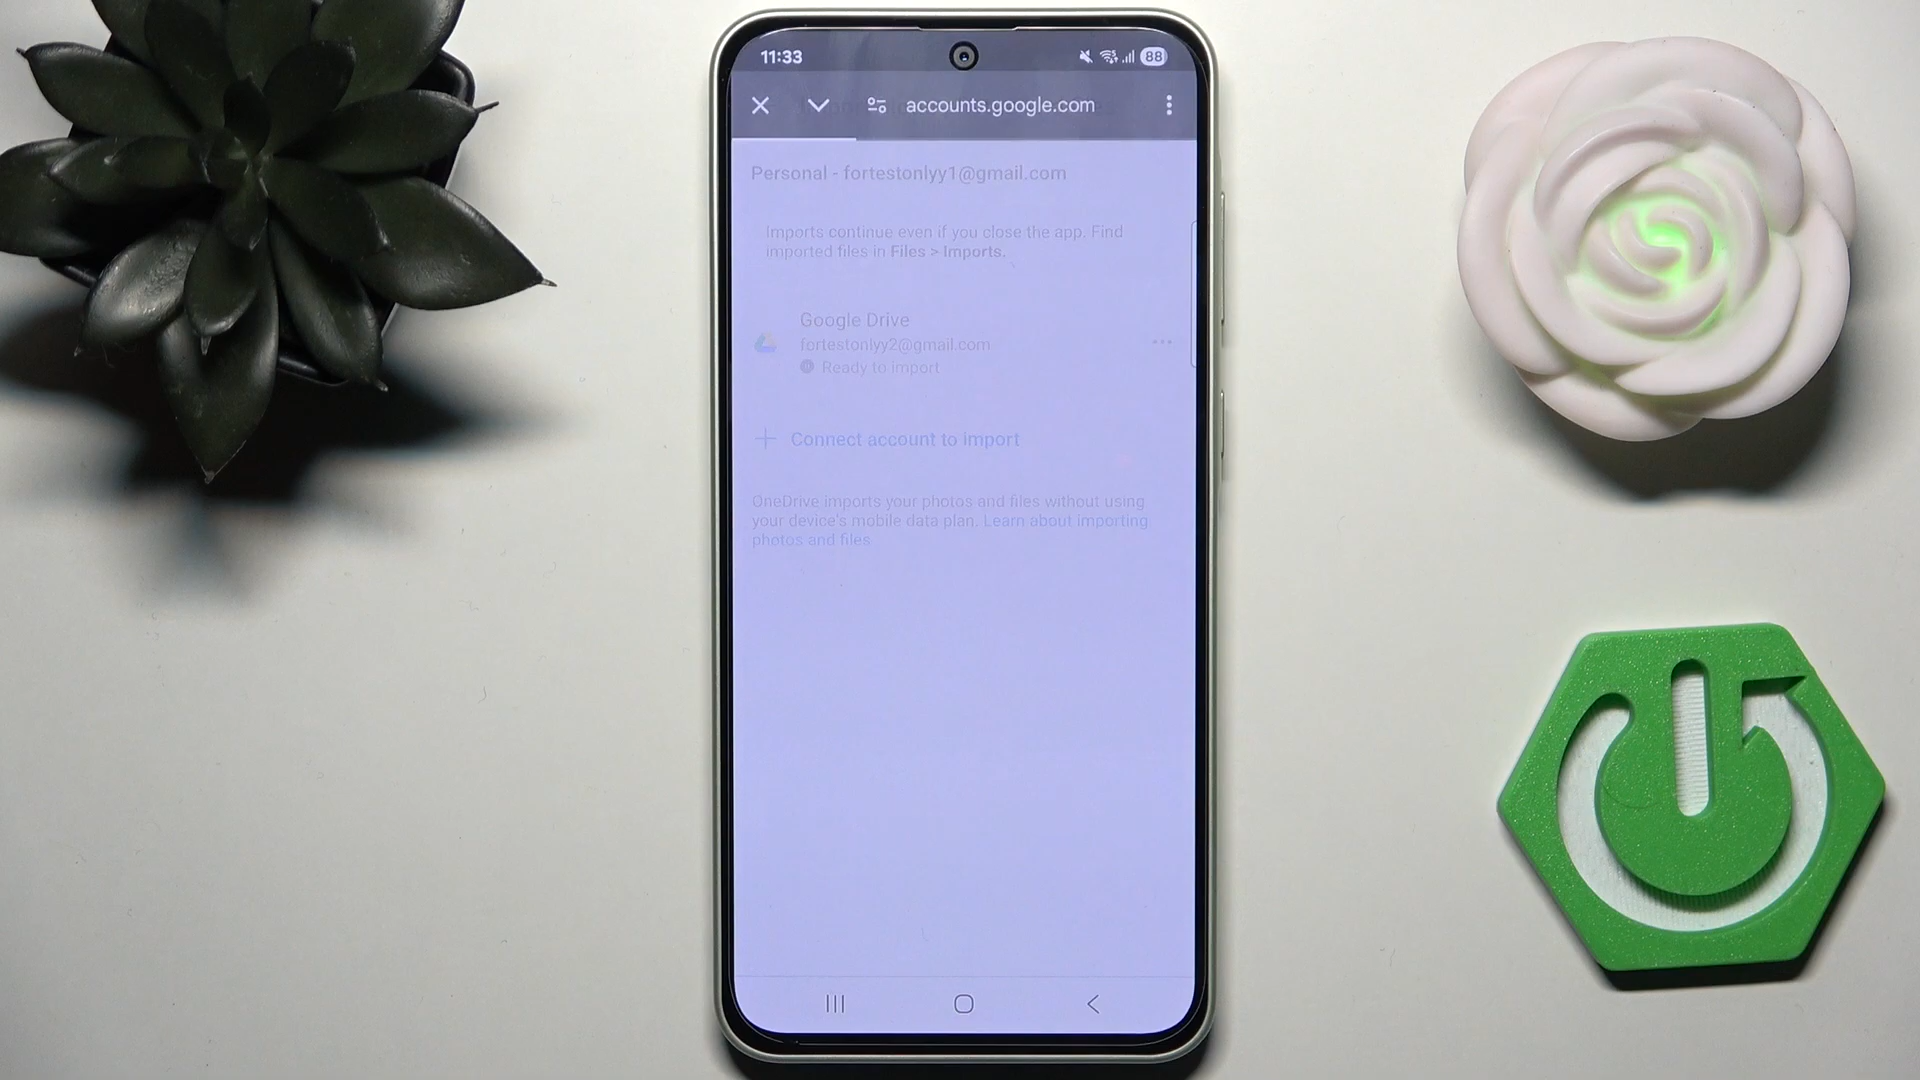 11:33
88
accounts.google.com
Personal - fortestonlyy1@gmail.com
Imports continue even if you close the app. Find
imported files in Files > Imports.
Google Drive
fortestonlyy2@gmail.com
Ready to import
Connect account to import
OneDrive imports your photos and files without using
your device's mobile data plan. Learn about importing
photos and files